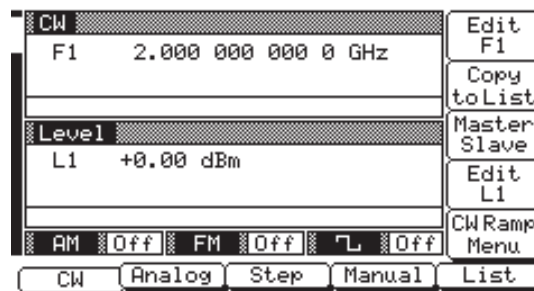 CW
F1 2.000 000 000 0 GHz
Level
L1 +0.00 dBm
AM Off FM Off Off
Edit
F1
Copy
to List
Master
Slave
Edit
L1
CW Ramp
Menu
CW Analog Step Manual List